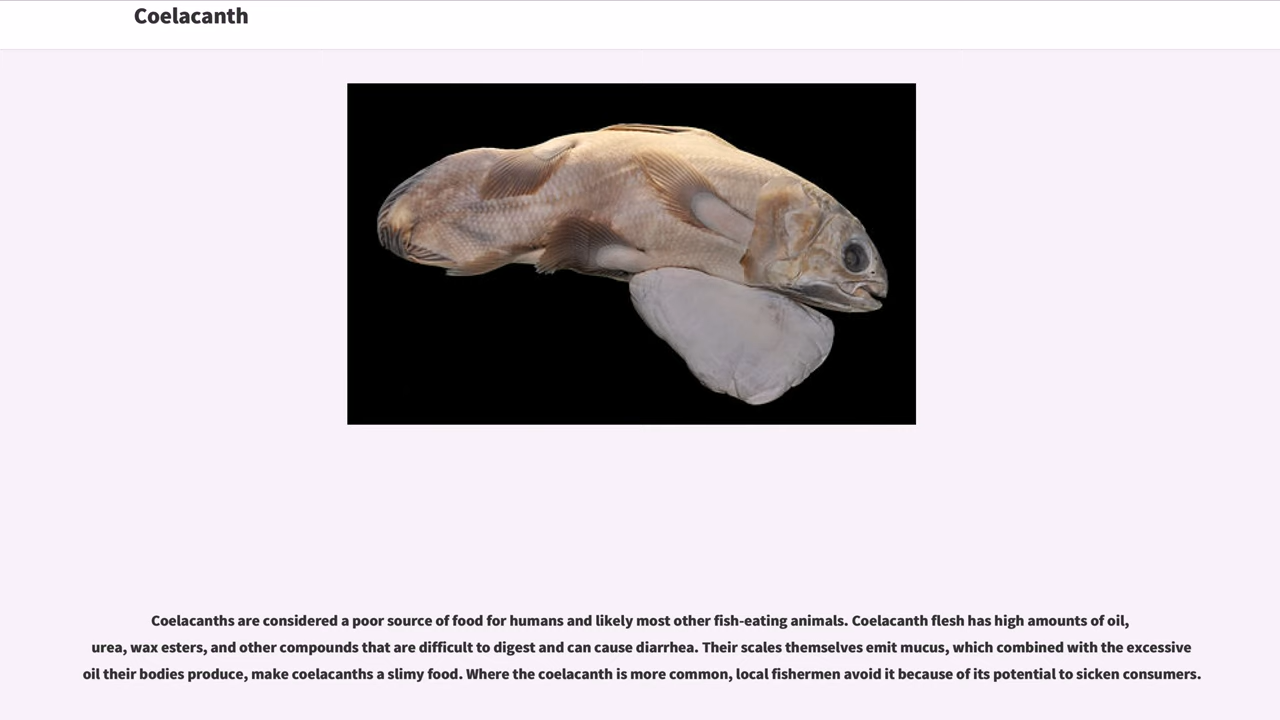 Coelacanth
Coelacanths are considered a poor source of food for humans and likely most other fish-eating animals. Coelacanth flesh has high amounts of oil,
urea, wax esters, and other compounds that are difficult to digest and can cause diarrhea. Their scales themselves emit mucus, which combined with the excessive
oil their bodies produce, make coelacanths a slimy food. Where the coelacanth is more common, local fishermen avoid it because of its potential to sicken consumers.